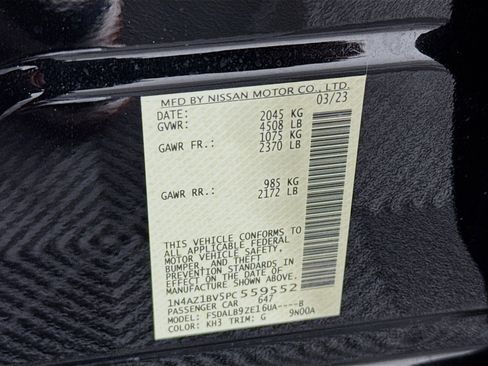 MFD BY NISSAN MOTOR CO., LTD.
DATE: 03/23
GVWR: 2045 KG
4508 LB
GAWR FR.: 1075 KG
2370 LB
GAWR RR.: 985 KG
2172 LB
THIS VEHICLE CONFORMS TO
ALL APPLICABLE FEDERAL
MOTOR VEHICLE SAFETY,
BUMPER, AND THEFT
PREVENTION STANDARDS IN
EFFECT ON THE DATE OF
MANUFACTURE SHOWN ABOVE.
1N4AZ1BV5PC559552
PASSENGER CAR 647
MODEL: FSDALB9ZE16UA----B
COLOR: KH3 TRIM: G 9N00A